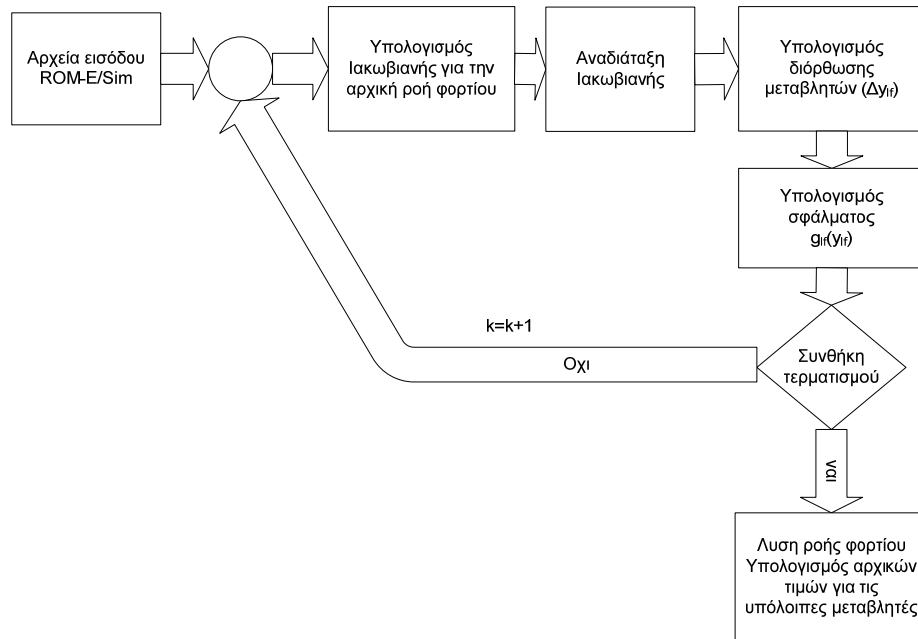 Αρχεία εισόδου
ROM-E/Sim
Υπολογισμός
Ιακωβιανής για την
αρχική ροή φορτίου
Αναδιάταξη
Ιακωβιανής
Υπολογισμός
διόρθωσης
μεταβλητών (Δylf)
Υπολογισμός
σφάλματος
glf(ylf)
k=k+1
Οχι
Συνθήκη
τερματισμού
ναι
Λυση ροής φορτίου
Υπολογισμός αρχικών
τιμών για τις
υπόλοιπες μεταβλητές